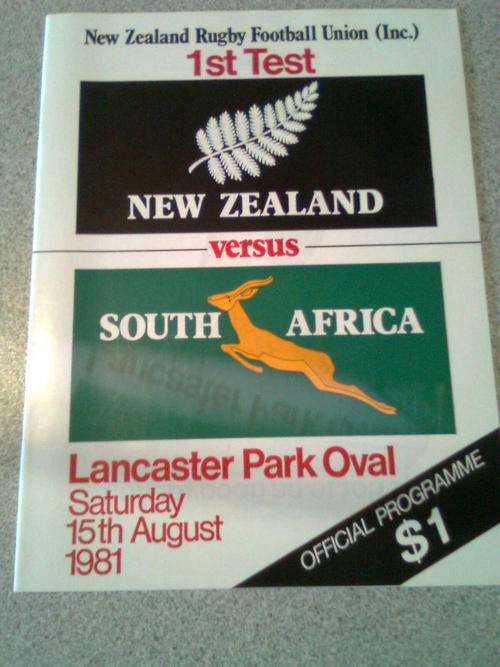 New Zealand Rugby Football Union (Inc.)
1st Test
NEW ZEALAND
versus
SOUTH AFRICA
Lancaster Park Oval
Saturday
15th August
1981
OFFICIAL PROGRAMME
$1